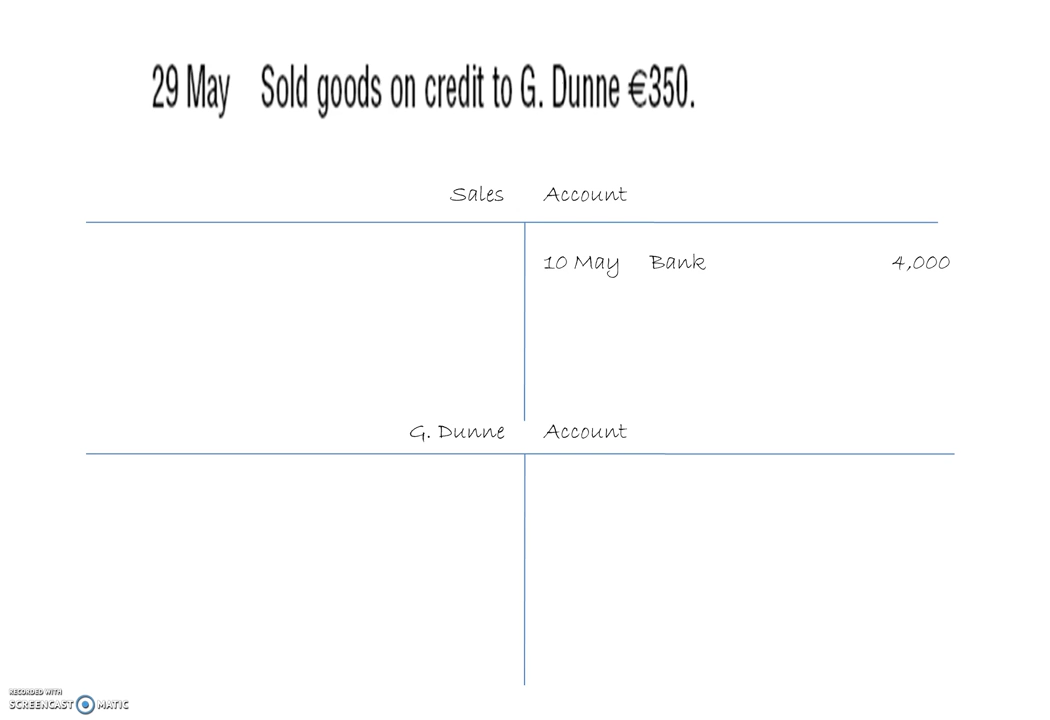 29 May Sold goods on credit to G. Dunne €350.
Sales Account
10 May Bank 4,000
G. Dunne Account
RECORDED WITH
SCREENCAST MATIC